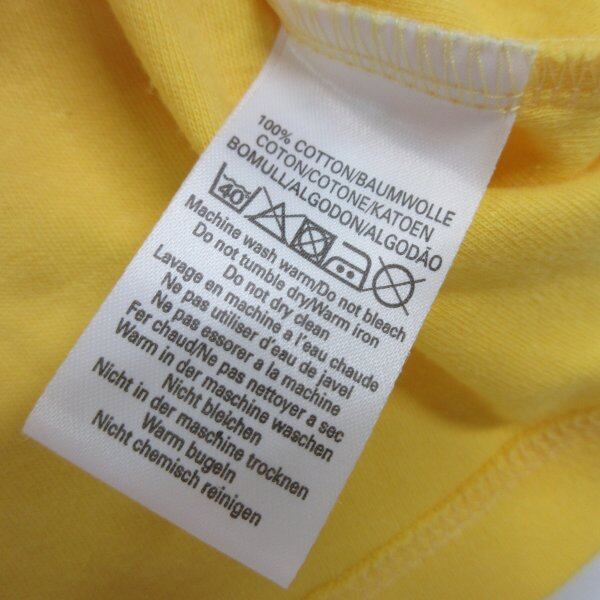 100% COTTON/BAUMWOLLE
COTON/COTONE/KATOEN
BOMULL/ALGODON/ALGODÃO
40°
Machine wash warm/Do not bleach
Do not tumble dry/Warm iron
Do not dry clean
Lavage en machine a l'eau chaude
Ne pas utiliser d'eau de javel
Ne pas essorer à la machine
Fer chaud/Ne pas nettoyer a sec
Warm in der maschine waschen
Nicht bleichen
Nicht in der maschine trocknen
Warm bugeln
Nicht chemisch reinigen